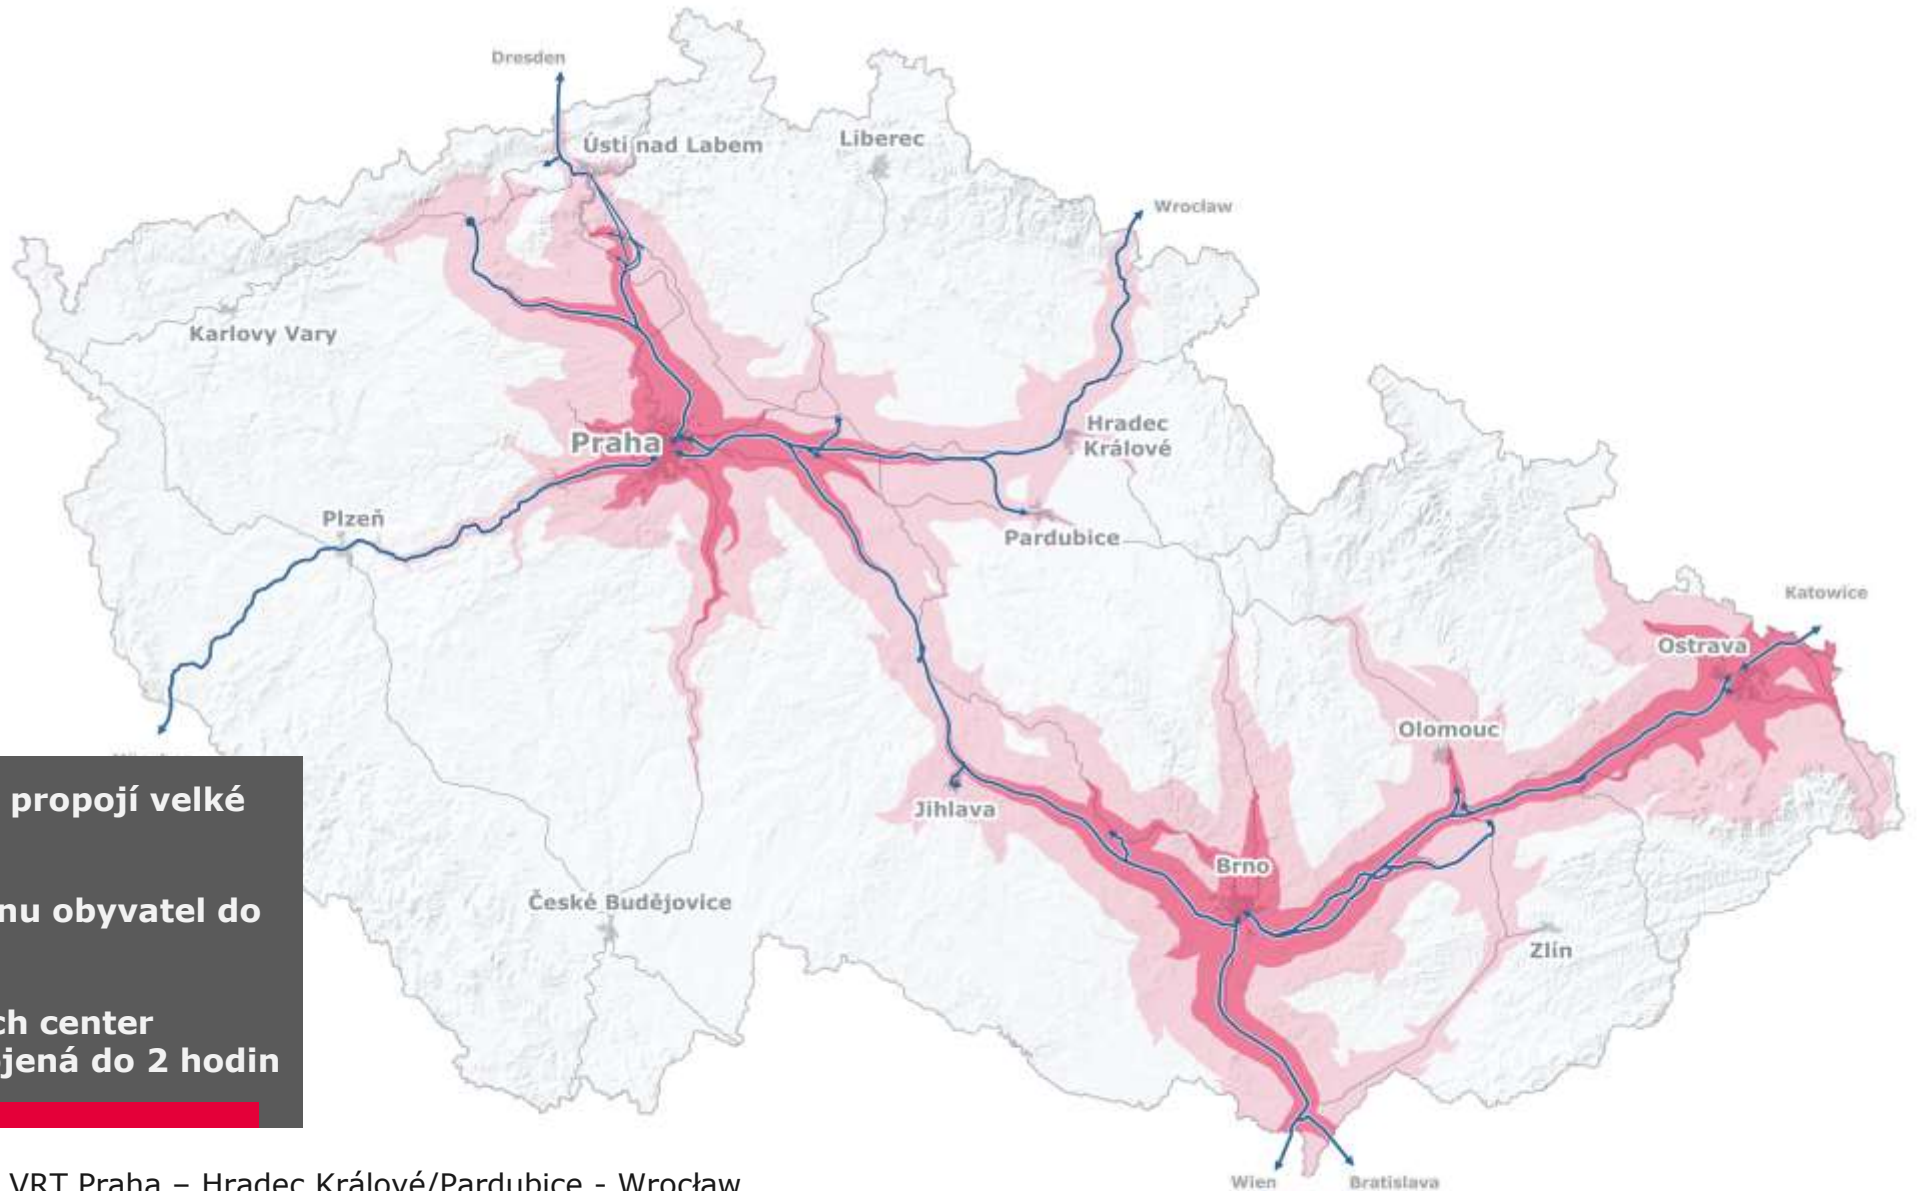 Dresden
Ústí nad Labem
Liberec
Wrocław
Karlovy Vary
Praha
Hradec
Králové
Plzeň
Pardubice
Katowice
Ostrava
Olomouc
Jihlava
Brno
České Budějovice
Zlín
Wien
Bratislava
propojí velké
nu obyvatel do
ch center
jená do 2 hodin
VRT Praha – Hradec Králové/Pardubice - Wrocław